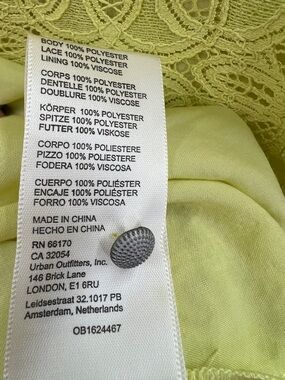 BODY 100% POLYESTER
LACE 100% POLYESTER
LINING 100% VISCOSE
CORPS 100% POLYESTER
DENTELLE 100% POLYESTER
DOUBLURE 100% VISCOSE
KÖRPER 100% POLYESTER
SPITZE 100% POLYESTER
FUTTER 100% VISKOSE
CORPO 100% POLIESTERE
PIZZO 100% POLIESTERE
FODERA 100% VISCOSA
CUERPO 100% POLIÉSTER
ENCAJE 100% POLIÉSTER
FORRO 100% VISCOSA
MADE IN CHINA
HECHO EN CHINA
RN 66170
CA 32054
Urban Outfitters, Inc.
146 Brick Lane
LONDON, E1 6RU
Leidsestraat 32.1017 PB
Amsterdam, Netherlands
OB1624467